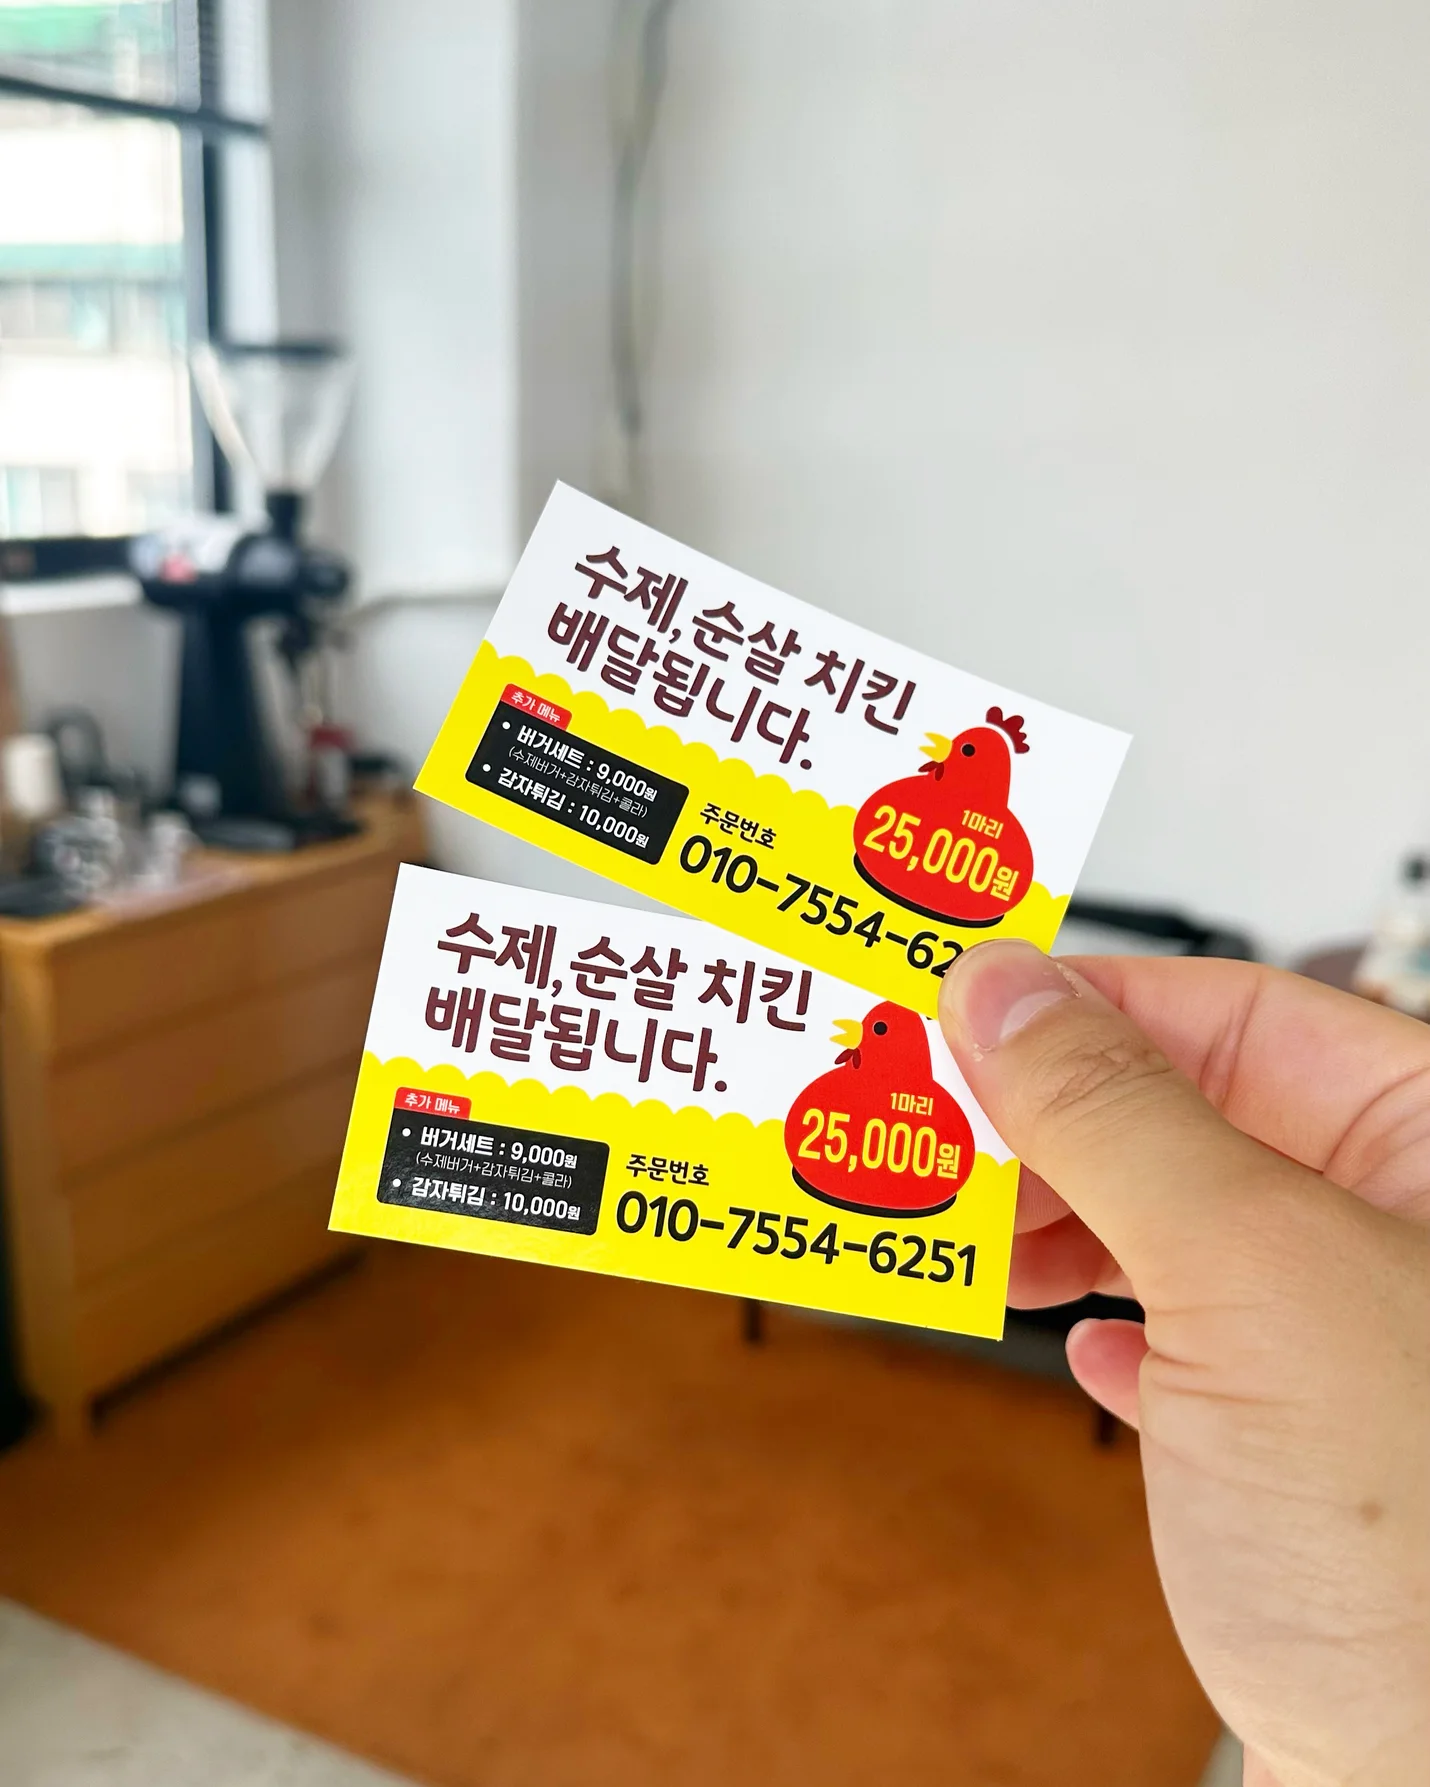 수제,순살 치킨
배달됩니다.
추가 메뉴
• 버거세트 : 9,000원
(수제버거+감자튀김+콜라)
• 감자튀김 : 10,000원
주문번호
010-7554-62
1마리
25,000원
수제,순살 치킨
배달됩니다.
추가 메뉴
• 버거세트 : 9,000원
(수제버거+감자튀김+콜라)
• 감자튀김 : 10,000원
주문번호
010-7554-6251
1마리
25,000원